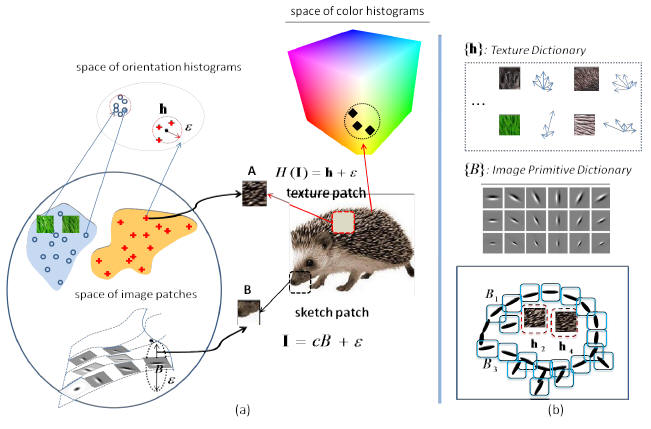 space of color histograms
space of orientation histograms
h
ε
A
H(I) = h + ε
texture patch
space of image patches
B
sketch patch
I = cB + ε
B
ε
(a)
{h}: Texture Dictionary
...
{B}: Image Primitive Dictionary
B₁
h₂
h₄
B₃
(b)